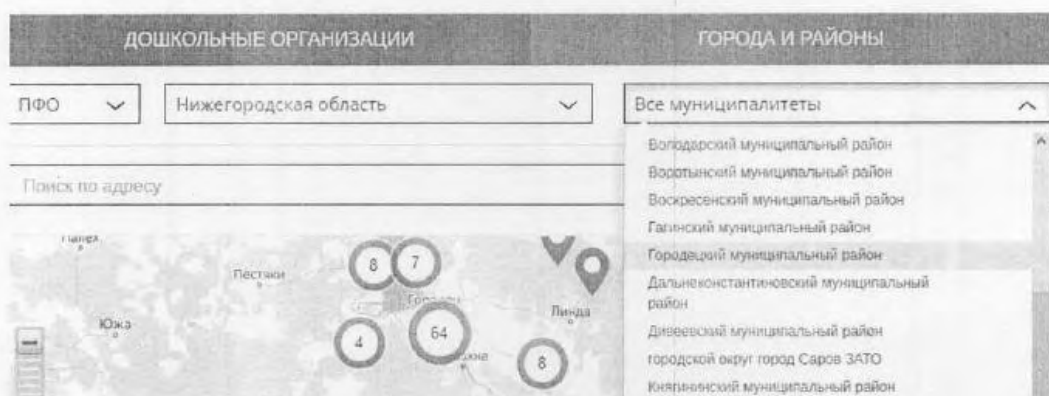 ДОШКОЛЬНЫЕ ОРГАНИЗАЦИИ
ГОРОДА И РАЙОНЫ
ПФО
Нижегородская область
Все муниципалитеты
Володарский муниципальный район
Воротынский муниципальный район
Воскресенский муниципальный район
Гагинский муниципальный район
Городецкий муниципальный район
Дальнеконстантиновский муниципальный
район
Дивеевский муниципальный район
городской округ город Саров ЗАТО
Княгининский муниципальный район
Поиск по адресу
Палех
Пестяки
8
7
Южа
Линда
4
64
8